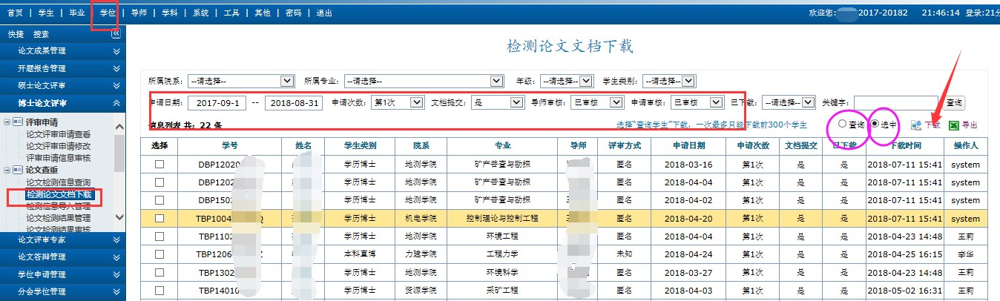 首页 | 学生 | 毕业 学位 | 导师 | 学科 | 系统 | 工具 | 其他 | 密码 | 退出 欢迎您: 2017-20182 21:46:14 登录:21分
快捷 搜索
论文成果管理
开题报告管理
硕士论文评审
博士论文评审
评审申请
论文评审申请查看
论文评审申请修改
评审申请信息审核
论文查重
论文检测信息查询
检测论文文档下载
检测信息导入管理
论文检测结果管理
论文检测结果审核
论文评审专家
论文答辩管理
学位申请管理
分会学位管理
检测论文文档下载
所属院系: --请选择-- 所属专业: --请选择-- 年级: --请选择-- 学生类别: --请选择--
申请日期: 2017-09-1 -- 2018-08-31 申请次数: 第1次 文档提交: 是 导师审核: 已审核 申请审核: 已审核 已下载: --请选择-- 关键字: 查询
信息列表 共: 22 条 选择“查询学生”下载，一次最多只能下载前300个学生 查询 选中 下载 导出
选择 学号 姓名 学生类别 院系 专业 导师 评审方式 申请日期 申请次数 文档提交 已下载 下载时间 操作人
DBP12020 学历博士 地测学院 矿产普查与勘探 匿名 2018-03-16 第1次 是 是 2018-07-11 15:41 system
DBP1202 学历博士 地测学院 矿产普查与勘探 匿名 2018-04-04 第1次 是 是 2018-07-11 15:41 system
DBP1502 学历博士 地测学院 矿产普查与勘探 匿名 2018-04-02 第1次 是 是 2018-07-11 15:41 system
TBP1004 Q 学历博士 机电学院 控制理论与控制工程 匿名 2018-04-20 第1次 是 是 2018-07-11 15:41 system
TBP1102 学历博士 地测学院 环境工程 匿名 2018-04-04 第1次 是 是 2018-04-23 14:48 王莉
TBP1206 Z 本科直博 力建学院 工程力学 未知 2018-04-24 第1次 是 是 2018-04-25 16:15 李华
TBP1302 学历博士 地测学院 环境科学 匿名 2018-03-27 第1次 是 是 2018-04-23 14:48 王莉
TBP14010 学历博士 资源学院 采矿工程 匿名 2018-04-03 第1次 是 是 2018-05-02 16:31 王莉